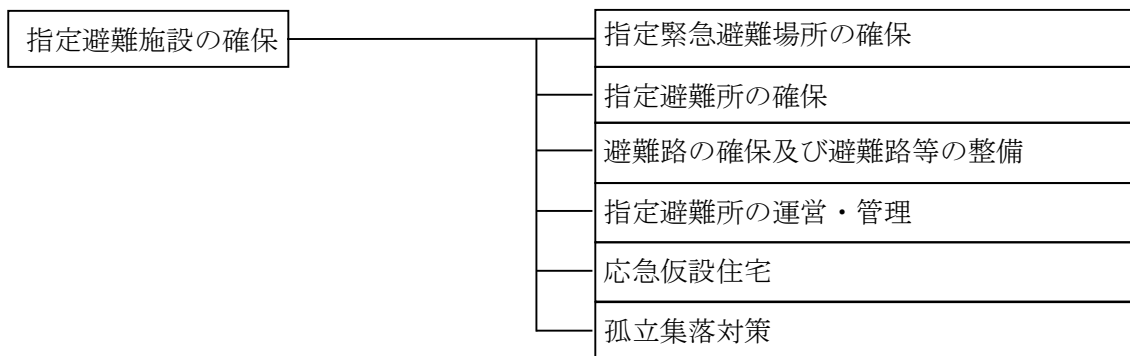 指定避難施設の確保
指定緊急避難場所の確保
指定避難所の確保
避難路の確保及び避難路等の整備
指定避難所の運営・管理
応急仮設住宅
孤立集落対策